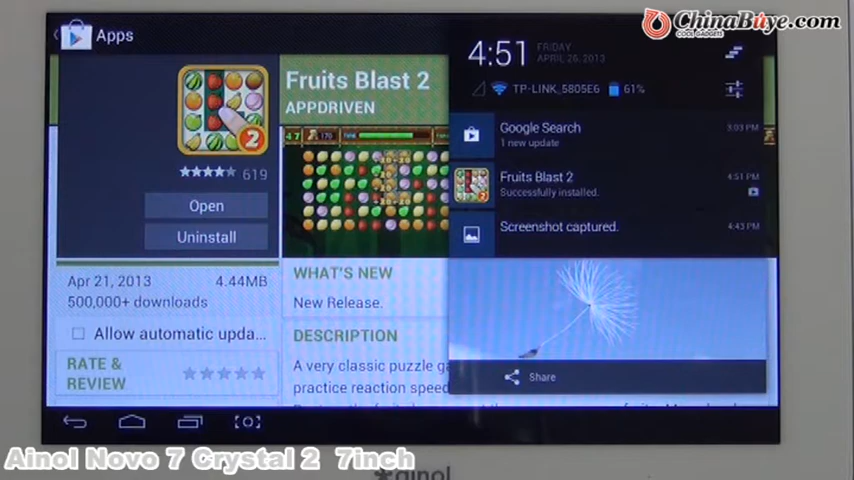 ChinaBuye.com
COOL GADGETS
Apps
Fruits Blast 2
APPDRIVEN
2
619
Open
Uninstall
Apr 21, 2013
4.44MB
500,000+ downloads
Allow automatic upda...
RATE &
REVIEW
47
170
WHAT'S NEW
New Release.
DESCRIPTION
A very classic puzzle ga
practice reaction speed
4:51
FRIDAY
APRIL 26, 2013
TP-LINK_5805E6
61%
Google Search
3:03 PM
1 new update
Fruits Blast 2
4:51 PM
Successfully installed.
Screenshot captured.
4:43 PM
Share
Ainol Novo 7 Crystal 2 7inch
ainol